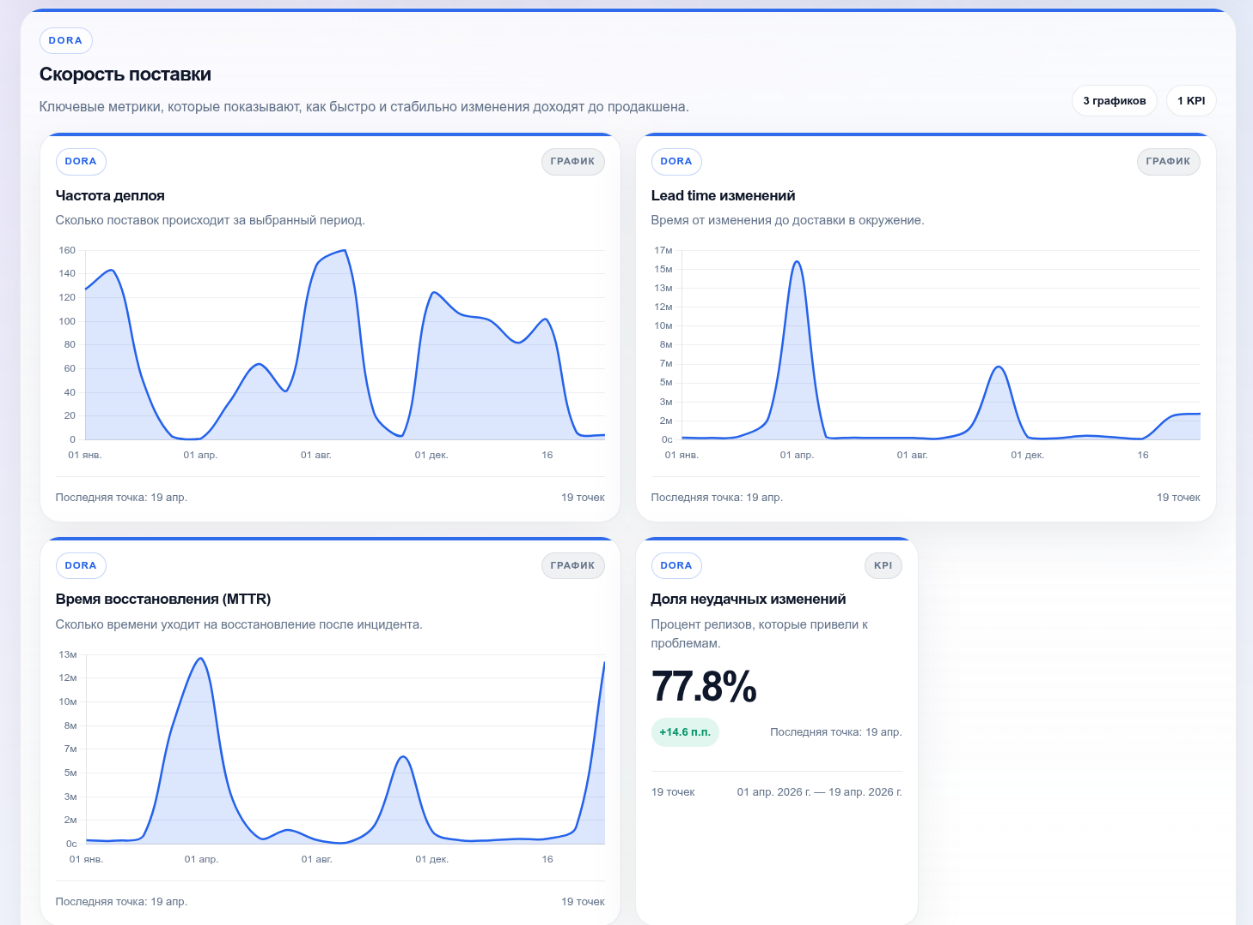 DORA
Скорость поставки
Ключевые метрики, которые показывают, как быстро и стабильно изменения доходят до продакшена.
3 графиков
1 KPI
DORA
ГРАФИК
Частота деплоя
Сколько поставок происходит за выбранный период.
160
140
120
100
80
60
40
20
0
01 янв.
01 апр.
01 авг.
01 дек.
16
Последняя точка: 19 апр.
19 точек
DORA
ГРАФИК
Lead time изменений
Время от изменения до доставки в окружение.
17м
15м
13м
12м
10м
8м
7м
5м
3м
2м
0с
01 янв.
01 апр.
01 авг.
01 дек.
16
Последняя точка: 19 апр.
19 точек
DORA
ГРАФИК
Время восстановления (MTTR)
Сколько времени уходит на восстановление после инцидента.
13м
12м
10м
8м
7м
5м
3м
2м
0с
01 янв.
01 апр.
01 авг.
01 дек.
16
Последняя точка: 19 апр.
19 точек
DORA
KPI
Доля неудачных изменений
Процент релизов, которые привели к
проблемам.
77.8%
+14.6 п.п.
Последняя точка: 19 апр.
19 точек
01 апр. 2026 г. — 19 апр. 2026 г.